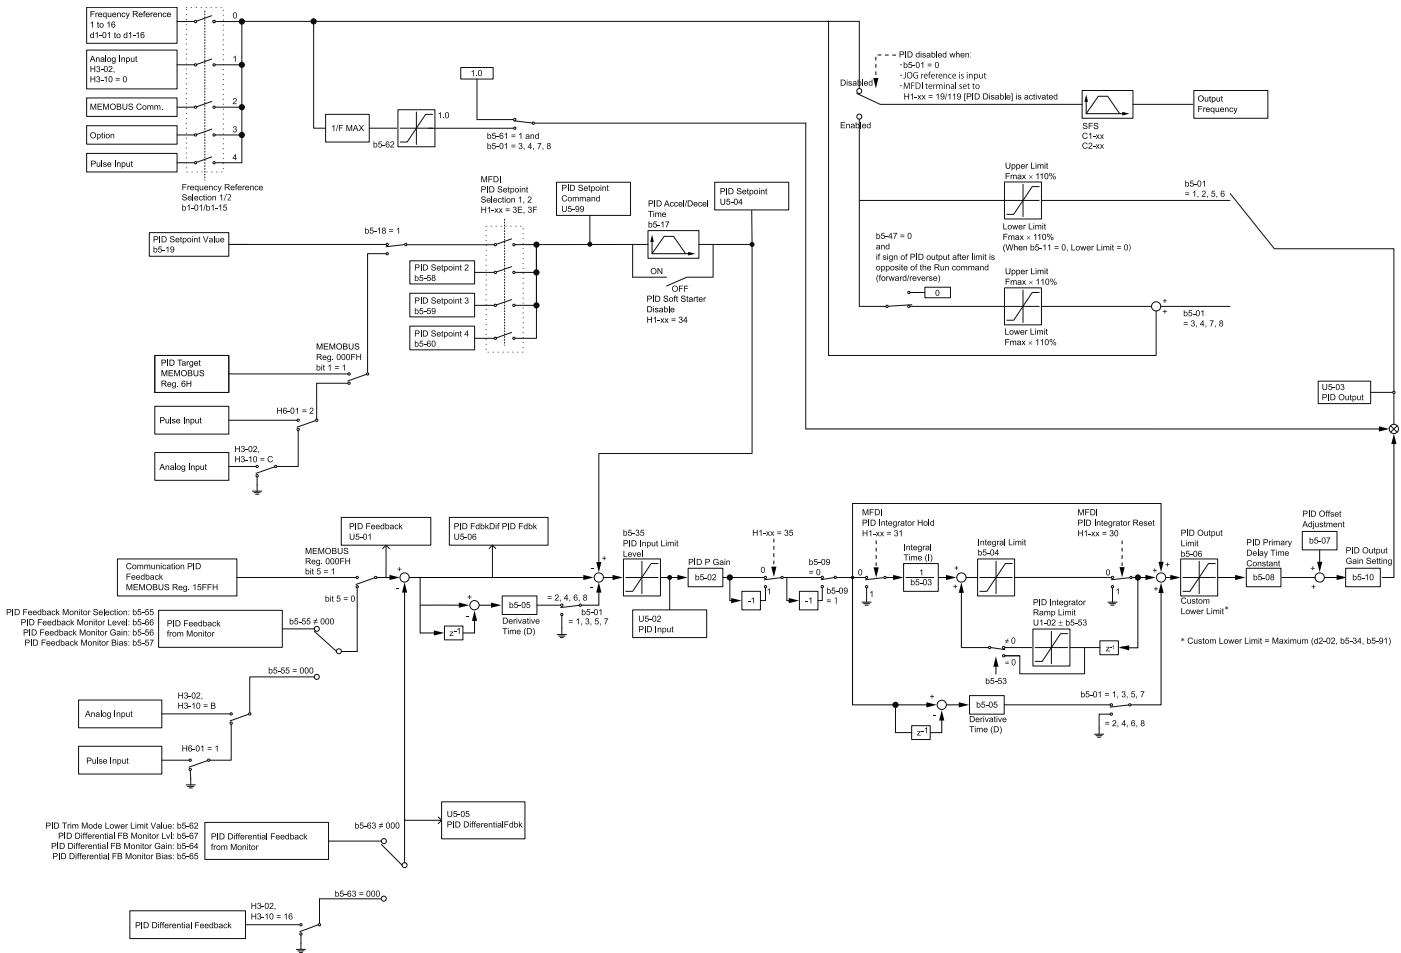 Frequency Reference
1 to 16
d1-01 to d1-16
0
Analog Input
H3-02,
H3-10 = 0
1
MEMOBUS Comm.
2
Option
3
Pulse Input
4
Frequency Reference
Selection 1/2
b1-01/b1-15
1.0
1/F MAX
b5-62
1.0
b5-61 = 1 and
b5-01 = 3, 4, 7, 8
PID disabled when:
-b5-01 = 0
-JOG reference is input
-MFDI terminal set to
H1-xx = 19/119 [PID Disable] is activated
Disabled
Enabled
SFS
C1-xx
C2-xx
Output
Frequency
Upper Limit
Fmax × 110%
Lower Limit
Fmax × 110%
(When b5-11 = 0, Lower Limit = 0)
b5-01
= 1, 2, 5, 6
b5-47 = 0
and
if sign of PID output after limit is
opposite of the Run command
(forward/reverse)
0
Upper Limit
Fmax × 110%
Lower Limit
Fmax × 110%
+
+
b5-01
= 3, 4, 7, 8
U5-03
PID Output
MFDI
PID Setpoint
Selection 1, 2
H1-xx = 3E, 3F
PID Setpoint
Command
U5-99
PID Accel/Decel
Time
b5-17
PID Setpoint
U5-04
PID Setpoint Value
b5-19
b5-18 = 1
PID Setpoint 2
b5-58
PID Setpoint 3
b5-59
PID Setpoint 4
b5-60
ON
OFF
PID Soft Starter
Disable
H1-xx = 34
PID Target
MEMOBUS
Reg. 6H
MEMOBUS
Reg. 000FH
bit 1 = 1
Pulse Input
H6-01 = 2
Analog Input
H3-02,
H3-10 = C
PID Feedback
U5-01
PID FdbkDif PID Fdbk
U5-06
Communication PID
Feedback
MEMOBUS Reg. 15FFH
MEMOBUS
Reg. 000FH
bit 5 = 1
bit 5 = 0
+
-
+
-
z-1
b5-05
Derivative
Time (D)
= 2, 4, 6, 8
b5-01
= 1, 3, 5, 7
+
-
-
b5-35
PID Input Limit
Level
U5-02
PID Input
PID P Gain
b5-02
H1-xx = 35
0
1
-1
b5-09
= 0
b5-09
= 1
-1
MFDI
PID Integrator Hold
H1-xx = 31
0
1
Integral
Time (I)
1
b5-03
+
+
Integral Limit
b5-04
MFDI
PID Integrator Reset
H1-xx = 30
0
1
+
+
+
PID Integrator
Ramp Limit
U1-02 ± b5-53
≠ 0
= 0
b5-53
z-1
+
-
z-1
b5-05
Derivative
Time (D)
b5-01 = 1, 3, 5, 7
= 2, 4, 6, 8
PID Output
Limit
b5-06
Custom
Lower Limit*
PID Primary
Delay Time
Constant
b5-08
PID Offset
Adjustment
b5-07
+
+
PID Output
Gain Setting
b5-10
* Custom Lower Limit = Maximum (d2-02, b5-34, b5-91)
PID Feedback Monitor Selection: b5-55
PID Feedback Monitor Level: b5-66
PID Feedback Monitor Gain: b5-56
PID Feedback Monitor Bias: b5-57
PID Feedback
from Monitor
b5-55 ≠ 000
b5-55 = 000
Analog Input
H3-02,
H3-10 = B
Pulse Input
H6-01 = 1
PID Trim Mode Lower Limit Value: b5-62
PID Differential FB Monitor Lvl: b5-67
PID Differential FB Monitor Gain: b5-64
PID Differential FB Monitor Bias: b5-65
PID Differential Feedback
from Monitor
b5-63 ≠ 000
U5-05
PID DifferentialFdbk
b5-63 = 000
PID Differential Feedback
H3-02,
H3-10 = 16